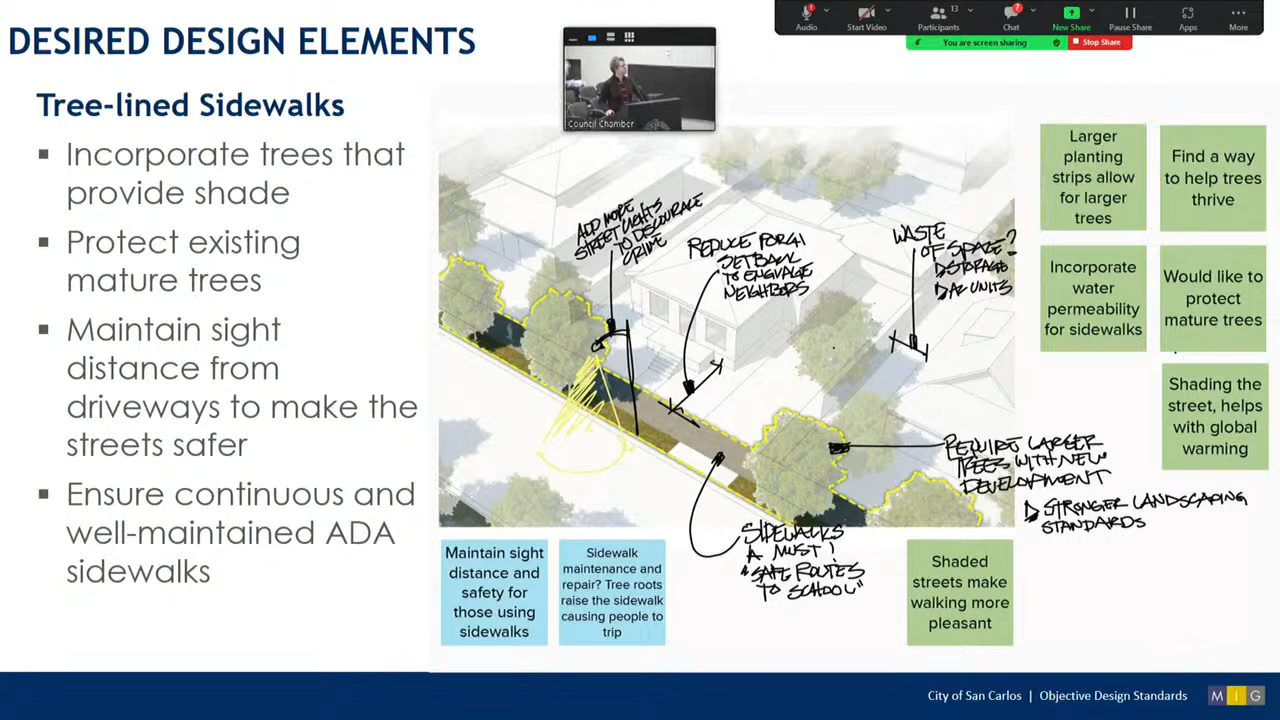 DESIRED DESIGN ELEMENTS
Tree-lined Sidewalks
▪ Incorporate trees that
provide shade
▪ Protect existing
mature trees
▪ Maintain sight
distance from
driveways to make the
streets safer
▪ Ensure continuous and
well-maintained ADA
sidewalks
Audio
Start Video
13
Participants
7
Chat
New Share
Pause Share
Apps
More
You are screen sharing
Stop Share
Council Chamber
ADD MORE
STREET LIGHTS
TO DISCOURAGE
CRIME
REDUCE PORCH
SETBACK
TO ENGVAGE
NEIGHBORS
WASTE
OF SPACE?
STORAGE
UNITS
REQUIRE LARGER
TREES WITH NEW
DEVELOPMENT
STRONGER LANDSCAPING
STANDARDS
SIDEWALKS
A MUST!
"SAFE ROUTES
TO SCHOOL"
Larger
planting
strips allow
for larger
trees
Find a way
to help trees
thrive
Incorporate
water
permeability
for sidewalks
Would like to
protect
mature trees
Shading the
street, helps
with global
warming
Maintain sight
distance and
safety for
those using
sidewalks
Sidewalk
maintenance and
repair? Tree roots
raise the sidewalk
causing people to
trip
Shaded
streets make
walking more
pleasant
City of San Carlos | Objective Design Standards
MIG